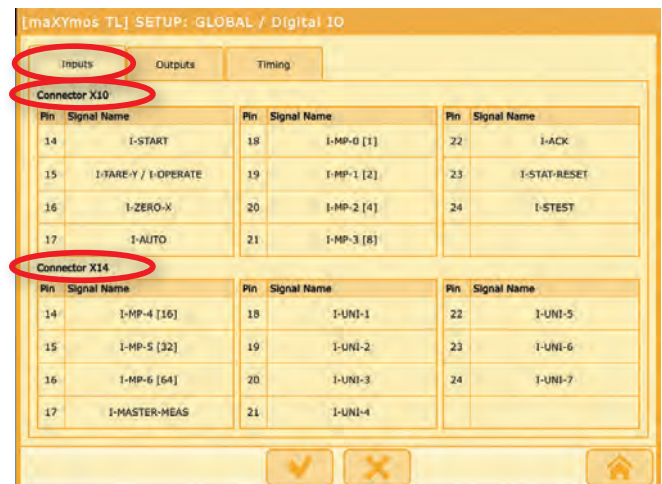 [maXYmos TL] SETUP: GLOBAL / Digital IO
Inputs Outputs Timing
Connector X10
Pin Signal Name Pin Signal Name Pin Signal Name
14 I-START 18 I-MP-0 [1] 22 I-ACK
15 I-TARE-Y / I-OPERATE 19 I-MP-1 [2] 23 I-STAT-RESET
16 I-ZERO-X 20 I-MP-2 [4] 24 I-STEST
17 I-AUTO 21 I-MP-3 [8]
Connector X14
Pin Signal Name Pin Signal Name Pin Signal Name
14 I-MP-4 [16] 18 I-UNI-1 22 I-UNI-5
15 I-MP-5 [32] 19 I-UNI-2 23 I-UNI-6
16 I-MP-6 [64] 20 I-UNI-3 24 I-UNI-7
17 I-MASTER-MEAS 21 I-UNI-4